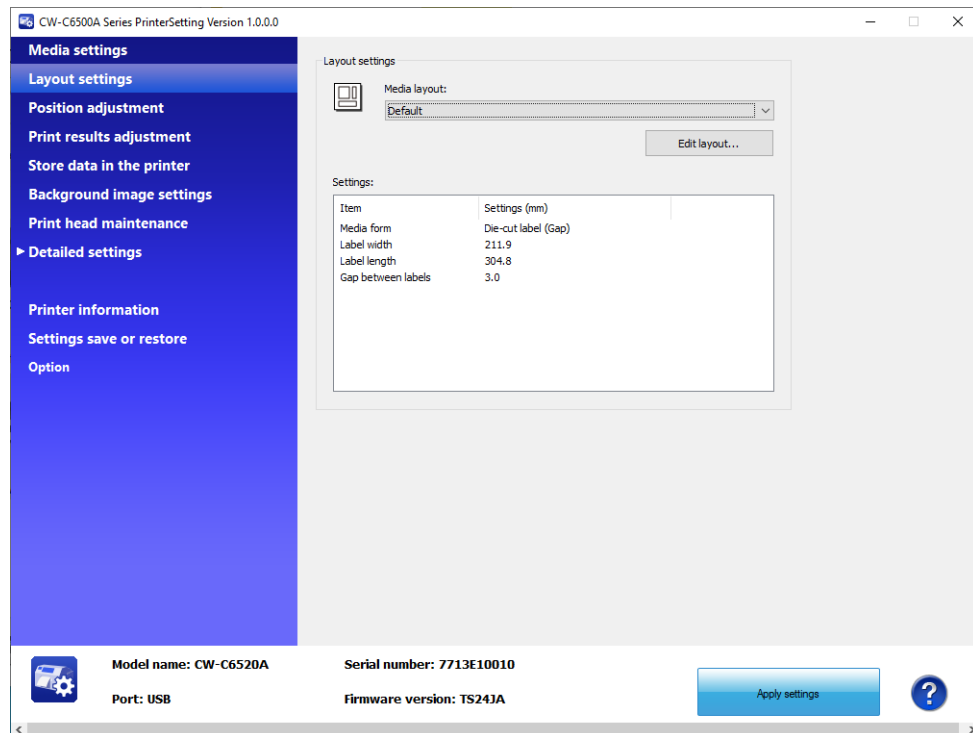 CW-C6500A Series PrinterSetting Version 1.0.0.0
Media settings
Layout settings
Position adjustment
Print results adjustment
Store data in the printer
Background image settings
Print head maintenance
Detailed settings
Printer information
Settings save or restore
Option
Layout settings
Media layout:
Default
Edit layout...
Settings:
Item Settings (mm)
Media form Die-cut label (Gap)
Label width 211.9
Label length 304.8
Gap between labels 3.0
Model name: CW-C6520A Serial number: 7713E10010
Port: USB Firmware version: TS24JA
Apply settings
?